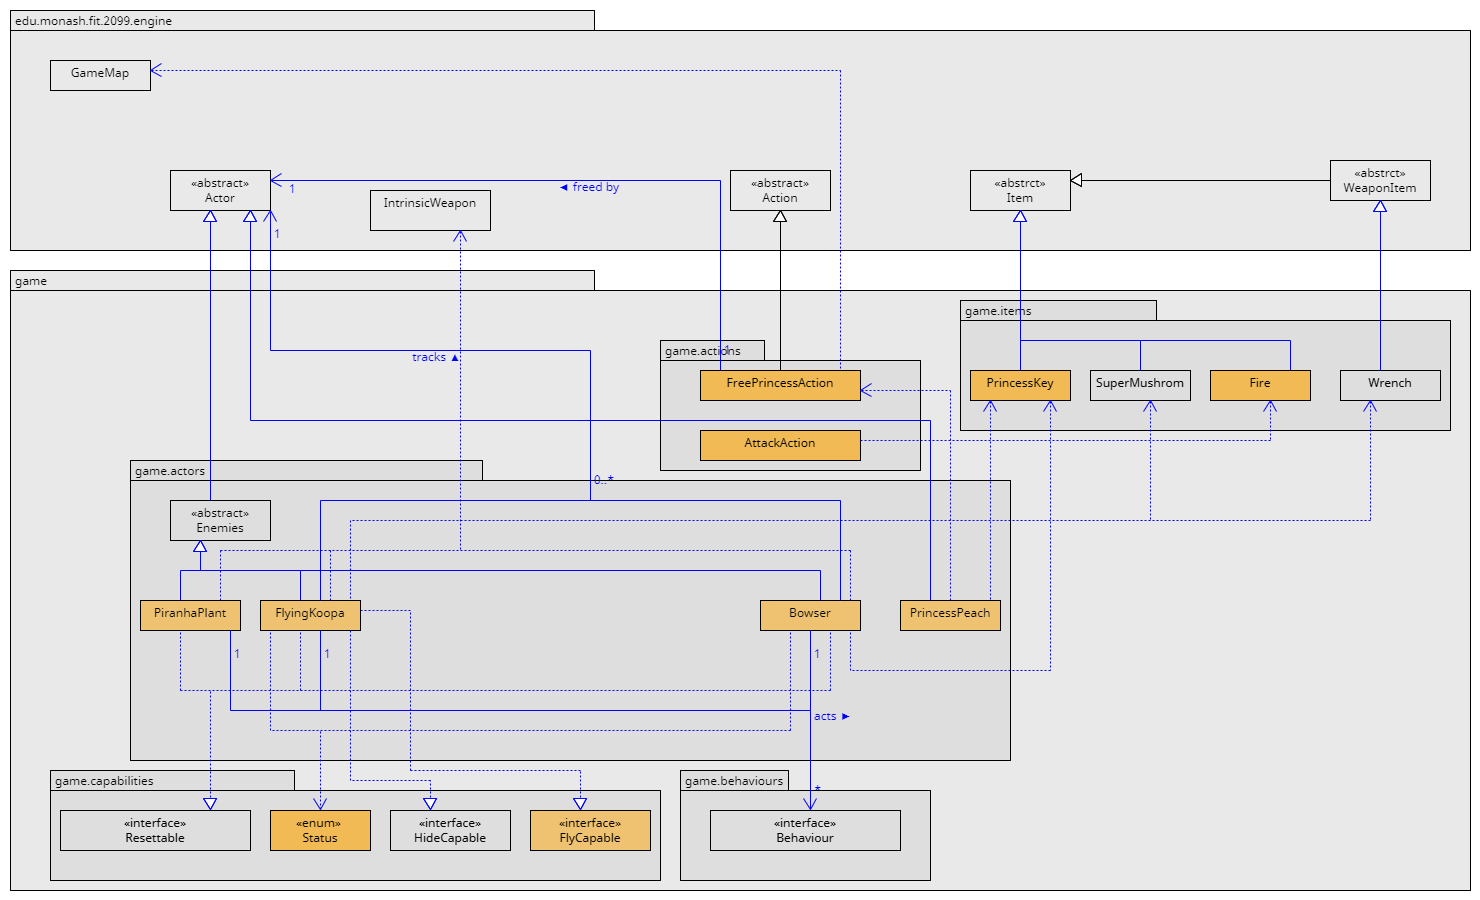 edu.monash.fit.2099.engine
GameMap
«abstract»
Actor
1
◄ freed by
IntrinsicWeapon
«abstract»
Action
«abstrct»
Item
«abstrct»
WeaponItem
1
game
game.items
game.actions
1
tracks ▲
FreePrincessAction
PrincessKey
SuperMushrom
Fire
Wrench
AttackAction
game.actors
0..*
«abstract»
Enemies
PiranhaPlant
FlyingKoopa
Bowser
PrincessPeach
1
1
1
acts ►
game.capabilities
game.behaviours
*
«interface»
Resettable
«enum»
Status
«interface»
HideCapable
«interface»
FlyCapable
«interface»
Behaviour